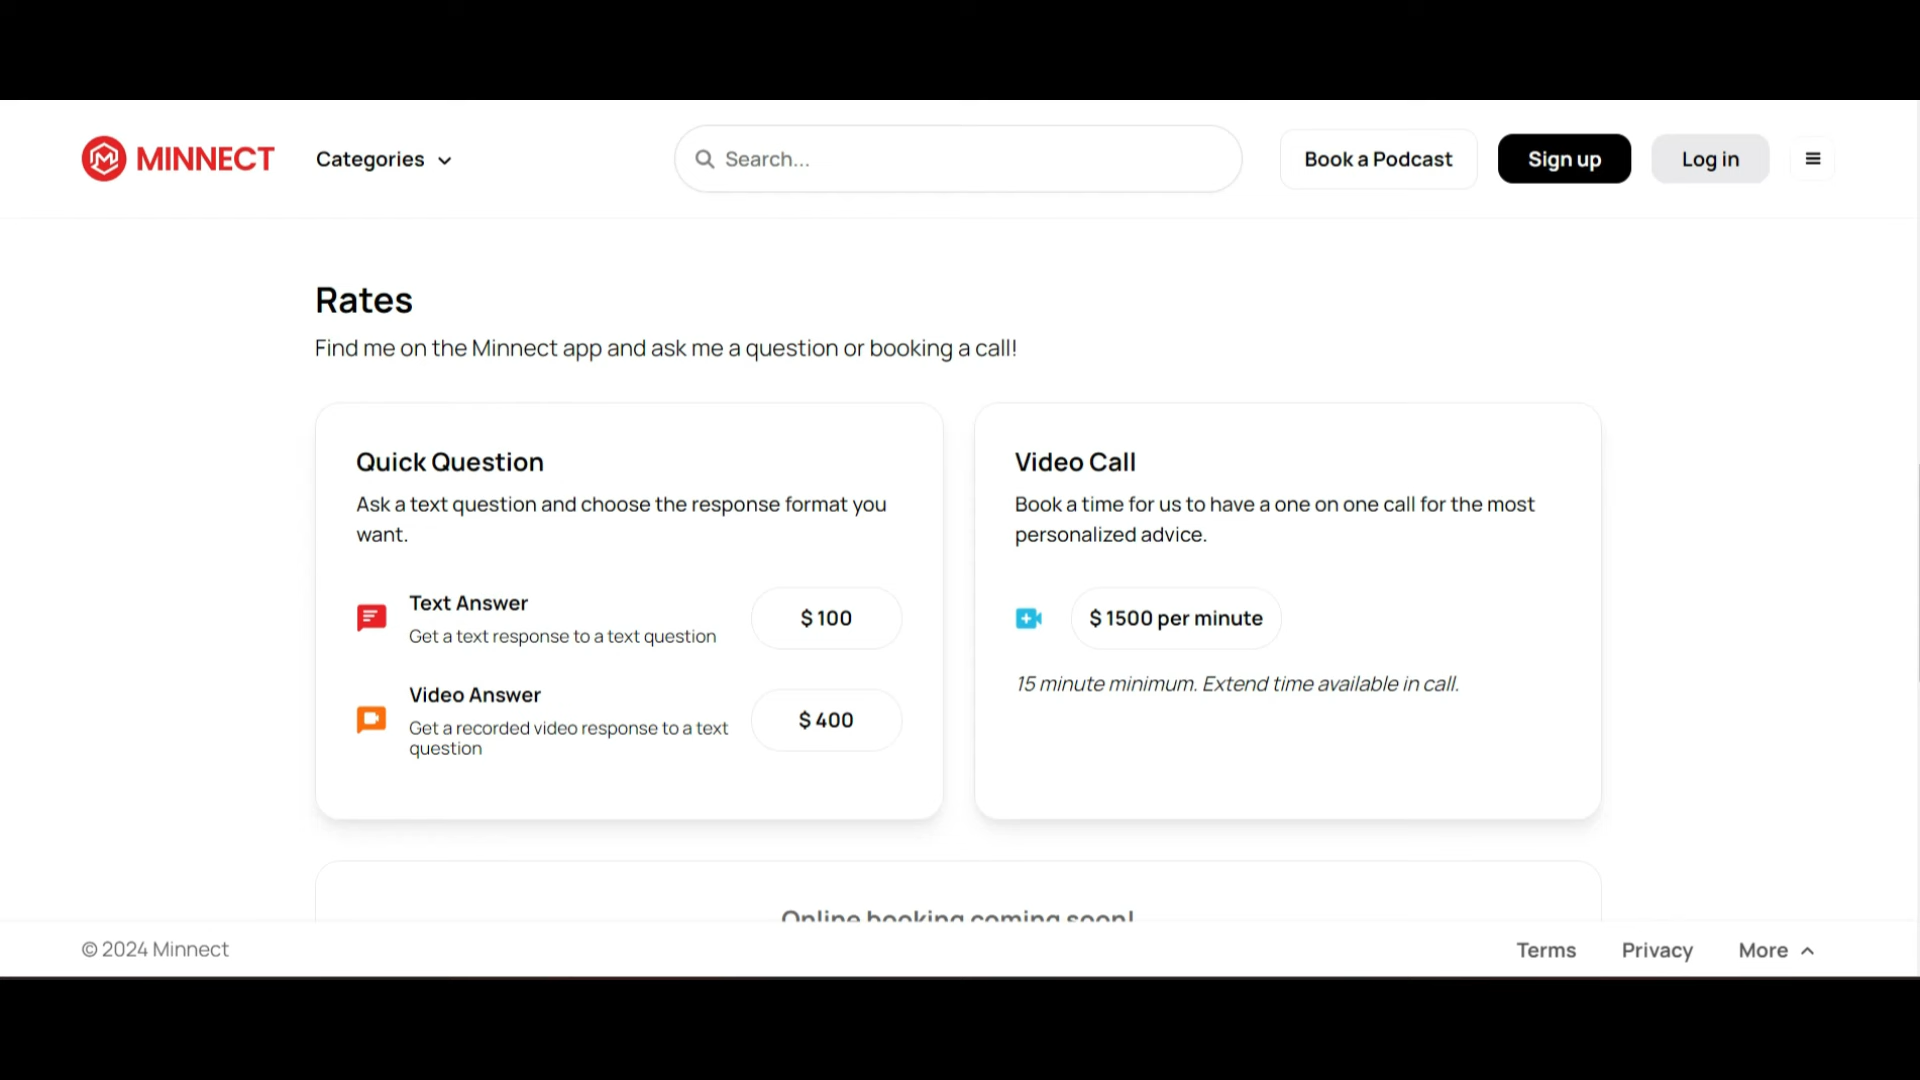 MINNECT
Categories
Search...
Book a Podcast
Sign up
Log in
Rates
Find me on the Minnect app and ask me a question or booking a call!
Quick Question
Ask a text question and choose the response format you
want.
Text Answer
Get a text response to a text question
$ 100
Video Answer
Get a recorded video response to a text
question
$ 400
Video Call
Book a time for us to have a one on one call for the most
personalized advice.
$ 1500 per minute
15 minute minimum. Extend time available in call.
Online booking coming soon!
© 2024 Minnect
Terms
Privacy
More